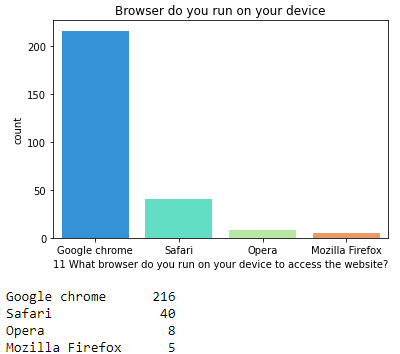 Browser do you run on your device
200
150
100
50
0
count
Google chrome Safari Opera Mozilla Firefox
11 What browser do you run on your device to access the website?
Google chrome 216
Safari 40
Opera 8
Mozilla Firefox 5